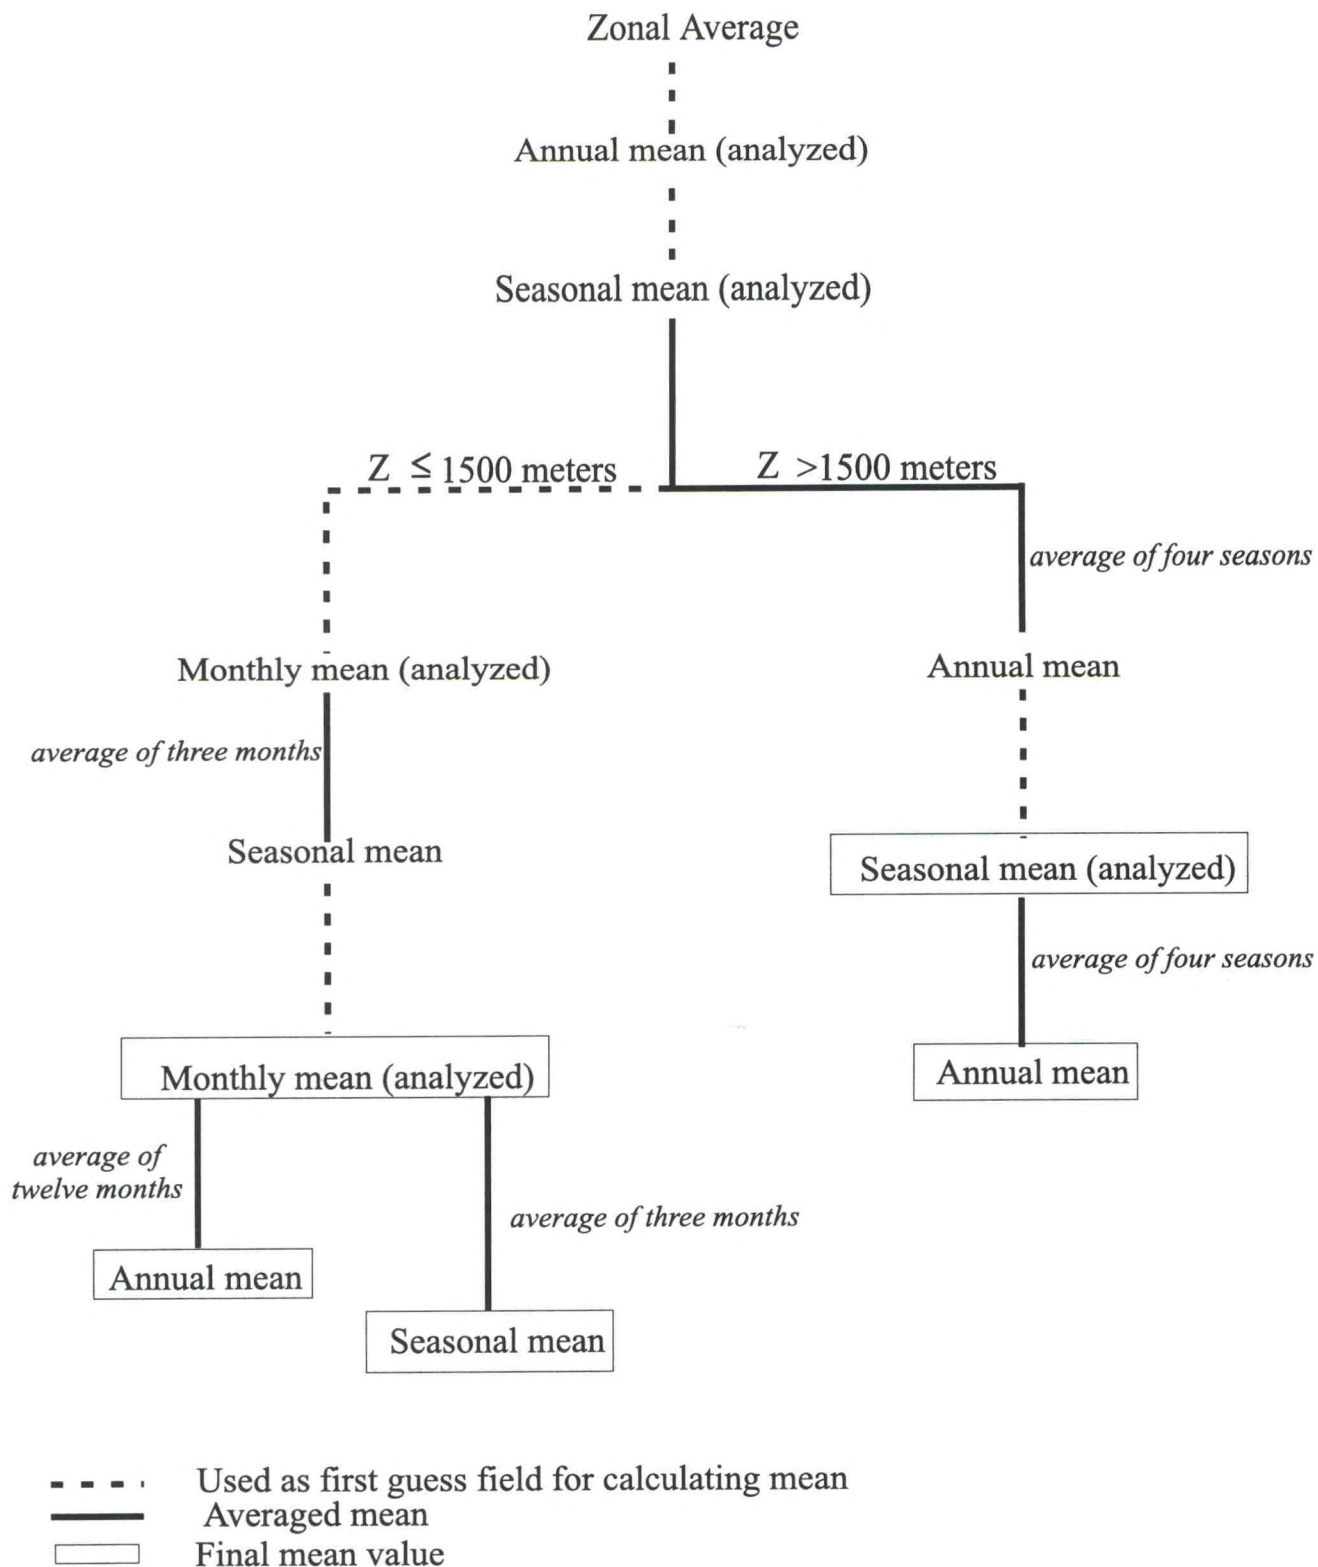 Zonal Average
Annual mean (analyzed)
Seasonal mean (analyzed)
Z ≤ 1500 meters
Z >1500 meters
average of four seasons
Monthly mean (analyzed)
Annual mean
average of three months
Seasonal mean
Seasonal mean (analyzed)
average of four seasons
Monthly mean (analyzed)
Annual mean
average of
twelve months
average of three months
Annual mean
Seasonal mean
Used as first guess field for calculating mean
Averaged mean
Final mean value